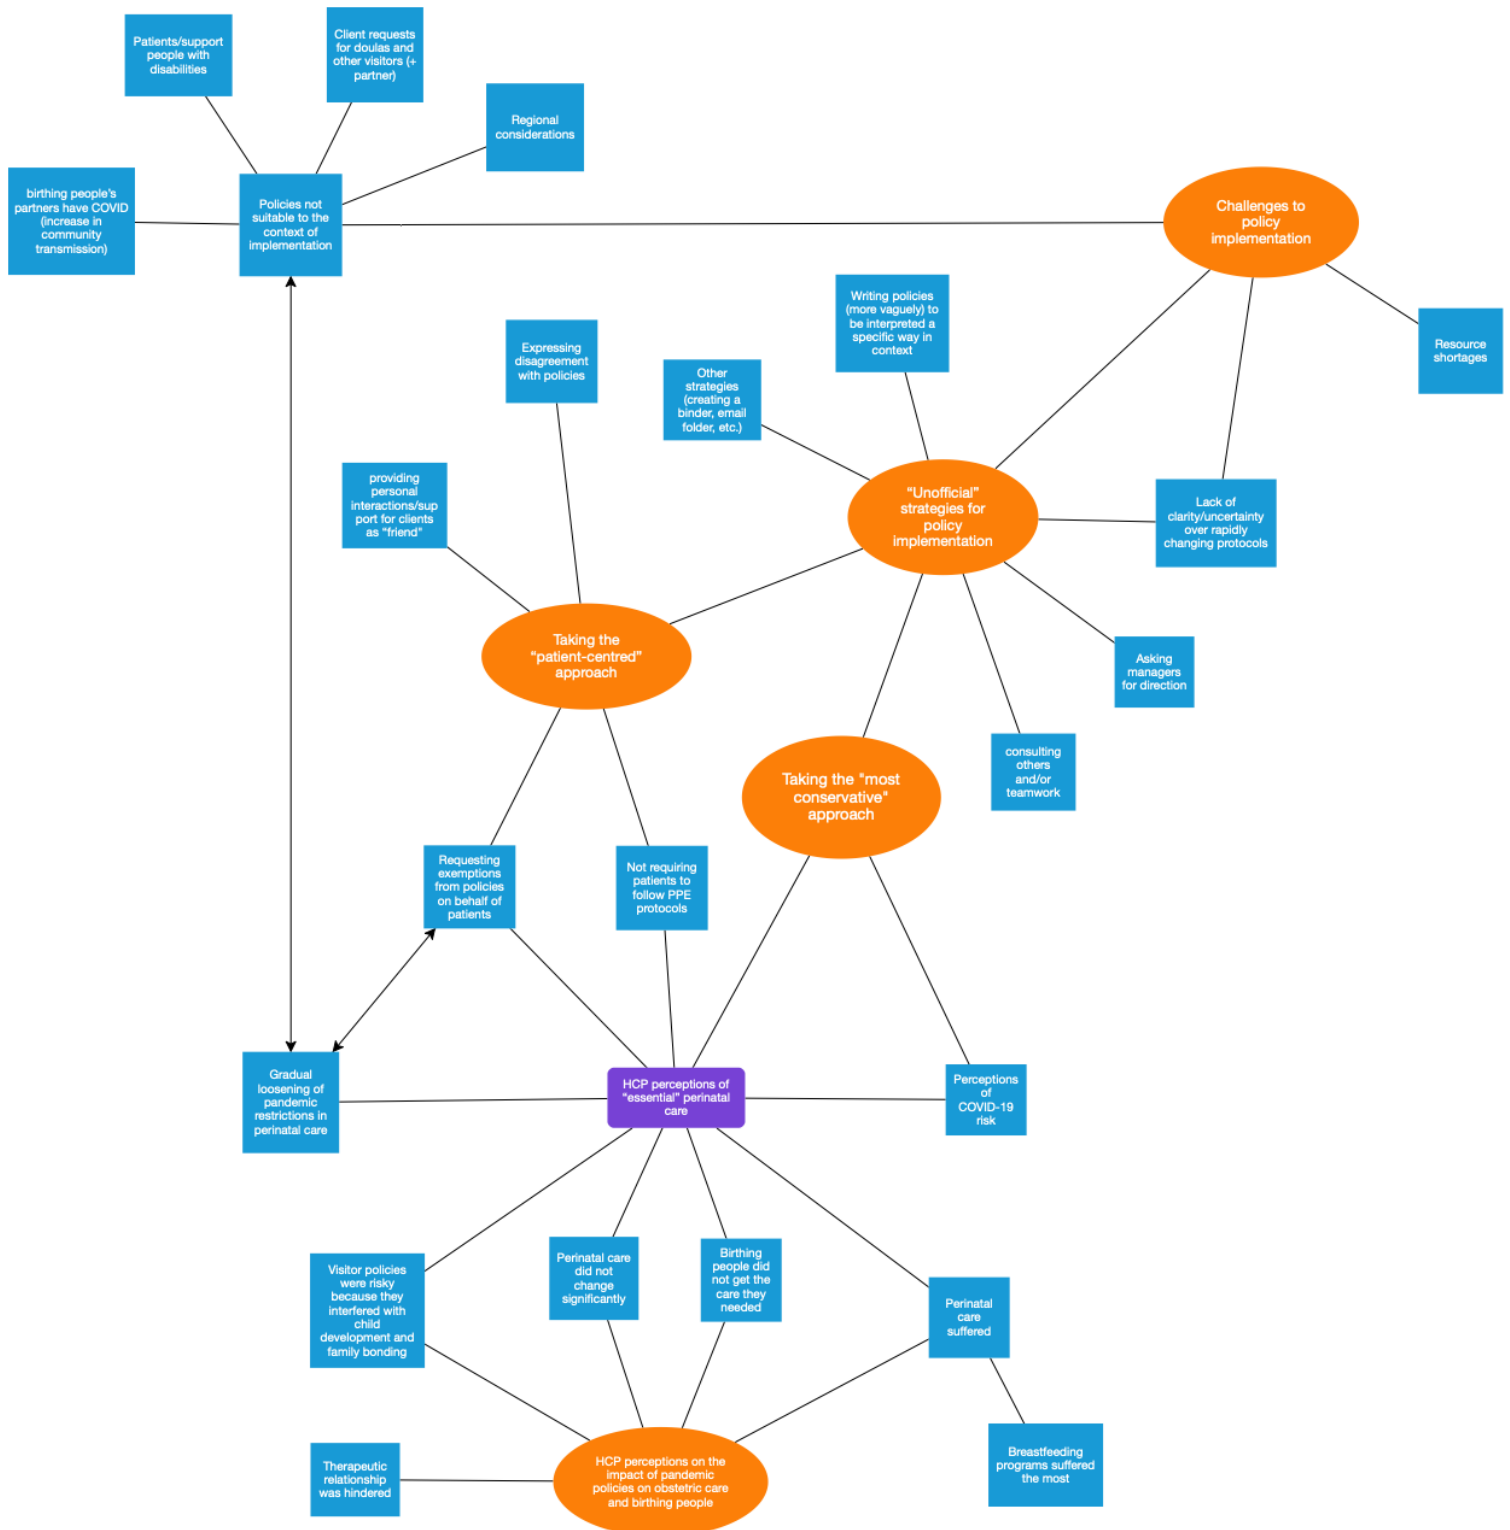 Patients/support
people with
disabilities
Client requests
for doulas and
other visitors (+
partner)
Regional
considerations
birthing people's
partners have COVID
(increase in
community
transmission)
Policies not
suitable to the
context of
implementation
Challenges to
policy
implementation
Resource
shortages
Writing policies
(more vaguely) to
be interpreted a
specific way in
context
Expressing
disagreement
with policies
Other
strategies
(creating a
binder, email
folder, etc.)
providing
personal
interactions/sup
port for clients
as "friend"
"Unofficial"
strategies for
policy
implementation
Lack of
clarity/uncertainty
over rapidly
changing protocols
Taking the
"patient-centred"
approach
Asking
managers
for direction
consulting
others
and/or
teamwork
Taking the "most
conservative"
approach
Requesting
exemptions
from policies
on behalf of
patients
Not requiring
patients to
follow PPE
protocols
Gradual
loosening of
pandemic
restrictions in
perinatal care
HCP perceptions of
"essential" perinatal
care
Perceptions
of
COVID-19
risk
Visitor policies
were risky
because they
interfered with
child
development and
family bonding
Perinatal care
did not
change
significantly
Birthing
people did
not get the
care they
needed
Perinatal
care
suffered
Therapeutic
relationship
was hindered
HCP perceptions on the
impact of pandemic
policies on obstetric care
and birthing people
Breastfeeding
programs suffered
the most